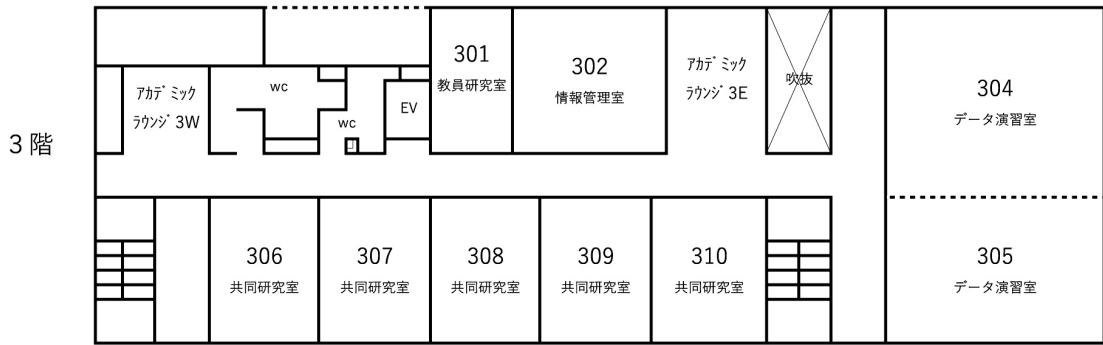 3階
アカデミック
ラウンジ3W
wc
wc
EV
301
教員研究室
302
情報管理室
アカデミック
ラウンジ3E
吹抜
304
データ演習室
306
共同研究室
307
共同研究室
308
共同研究室
309
共同研究室
310
共同研究室
305
データ演習室